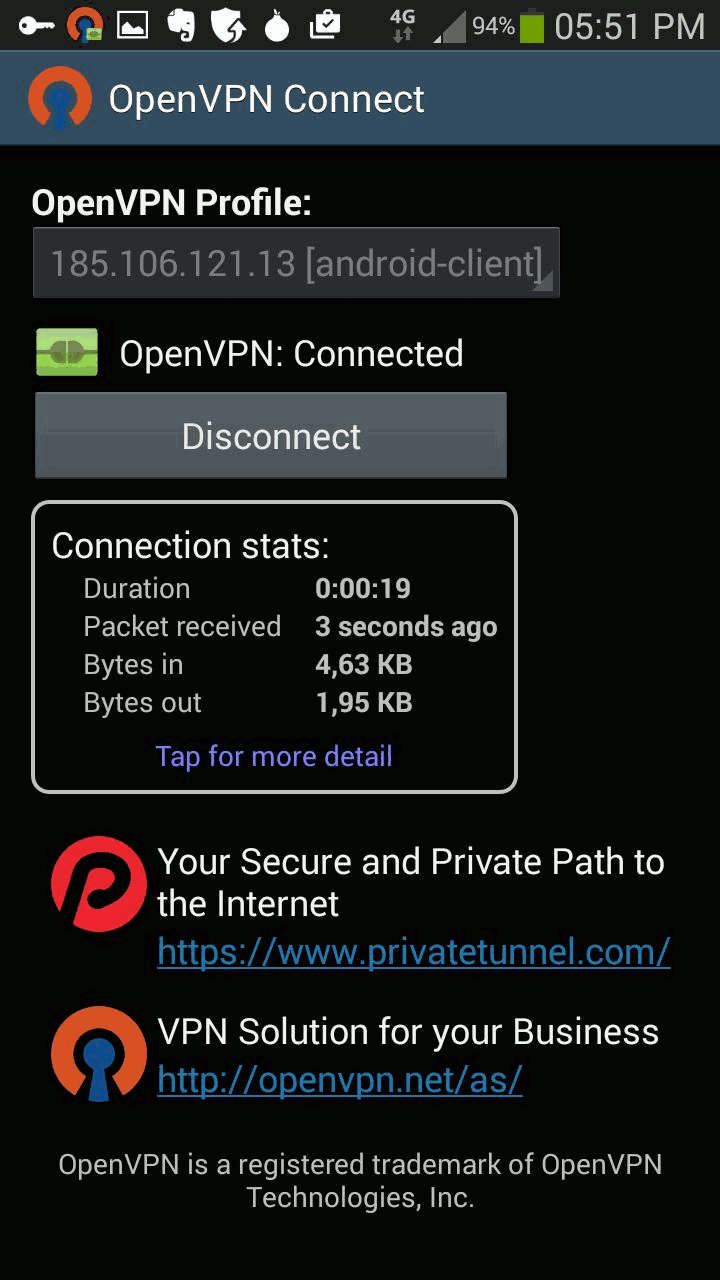 4G 94% 05:51 PM
OpenVPN Connect
OpenVPN Profile:
185.106.121.13 [android-client]
OpenVPN: Connected
Disconnect
Connection stats:
Duration 0:00:19
Packet received 3 seconds ago
Bytes in 4,63 KB
Bytes out 1,95 KB
Tap for more detail
Your Secure and Private Path to
the Internet
https://www.privatetunnel.com/
VPN Solution for your Business
http://openvpn.net/as/
OpenVPN is a registered trademark of OpenVPN
Technologies, Inc.